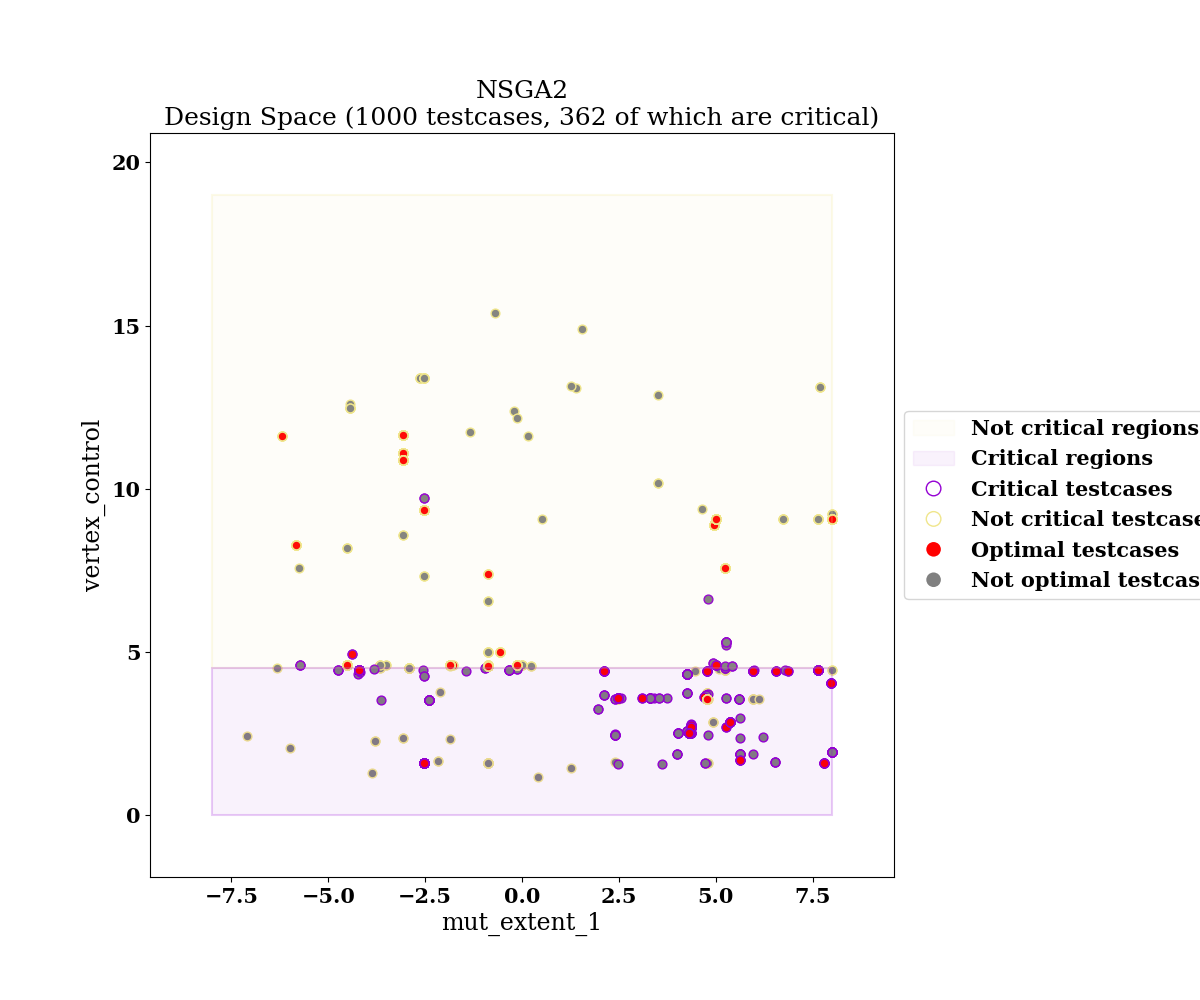 NSGA2
Design Space (1000 testcases, 362 of which are critical)
20
15
10
5
0
vertex_control
−7.5
−5.0
−2.5
0.0
2.5
5.0
7.5
mut_extent_1
Not critical regions
Critical regions
Critical testcases
Not critical testcase
Optimal testcases
Not optimal testcas